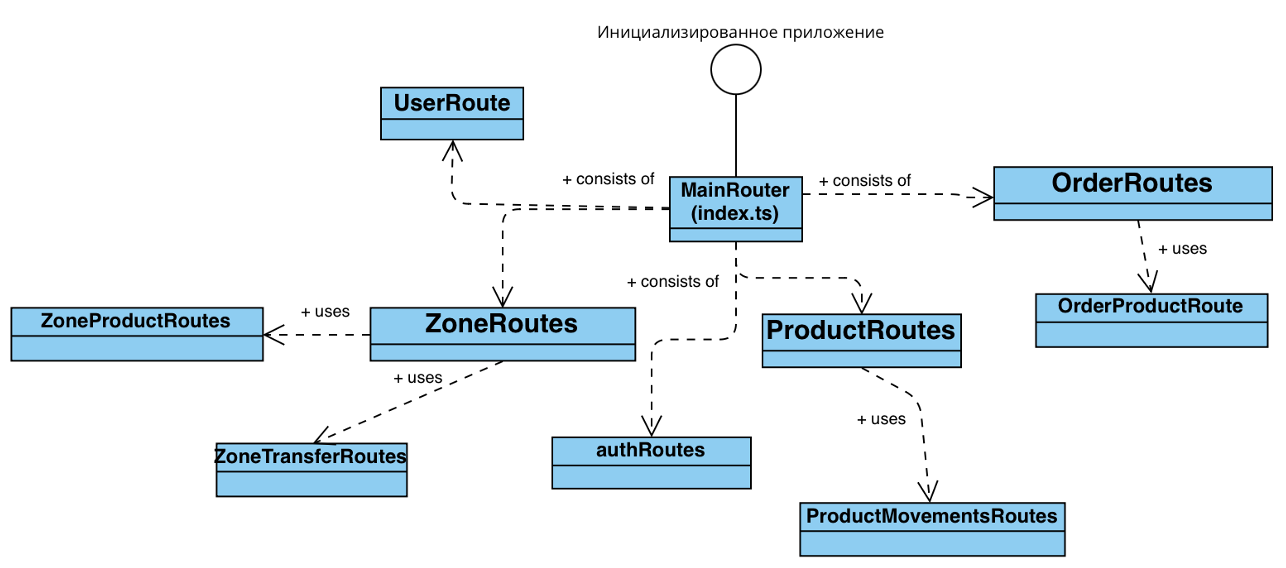 Инициализированное приложение
UserRoute
+ consists of
MainRouter
(index.ts)
+ consists of
OrderRoutes
+ uses
+ consists of
ZoneProductRoutes
+ uses
ZoneRoutes
ProductRoutes
OrderProductRoute
+ uses
+ uses
ZoneTransferRoutes
authRoutes
ProductMovementsRoutes